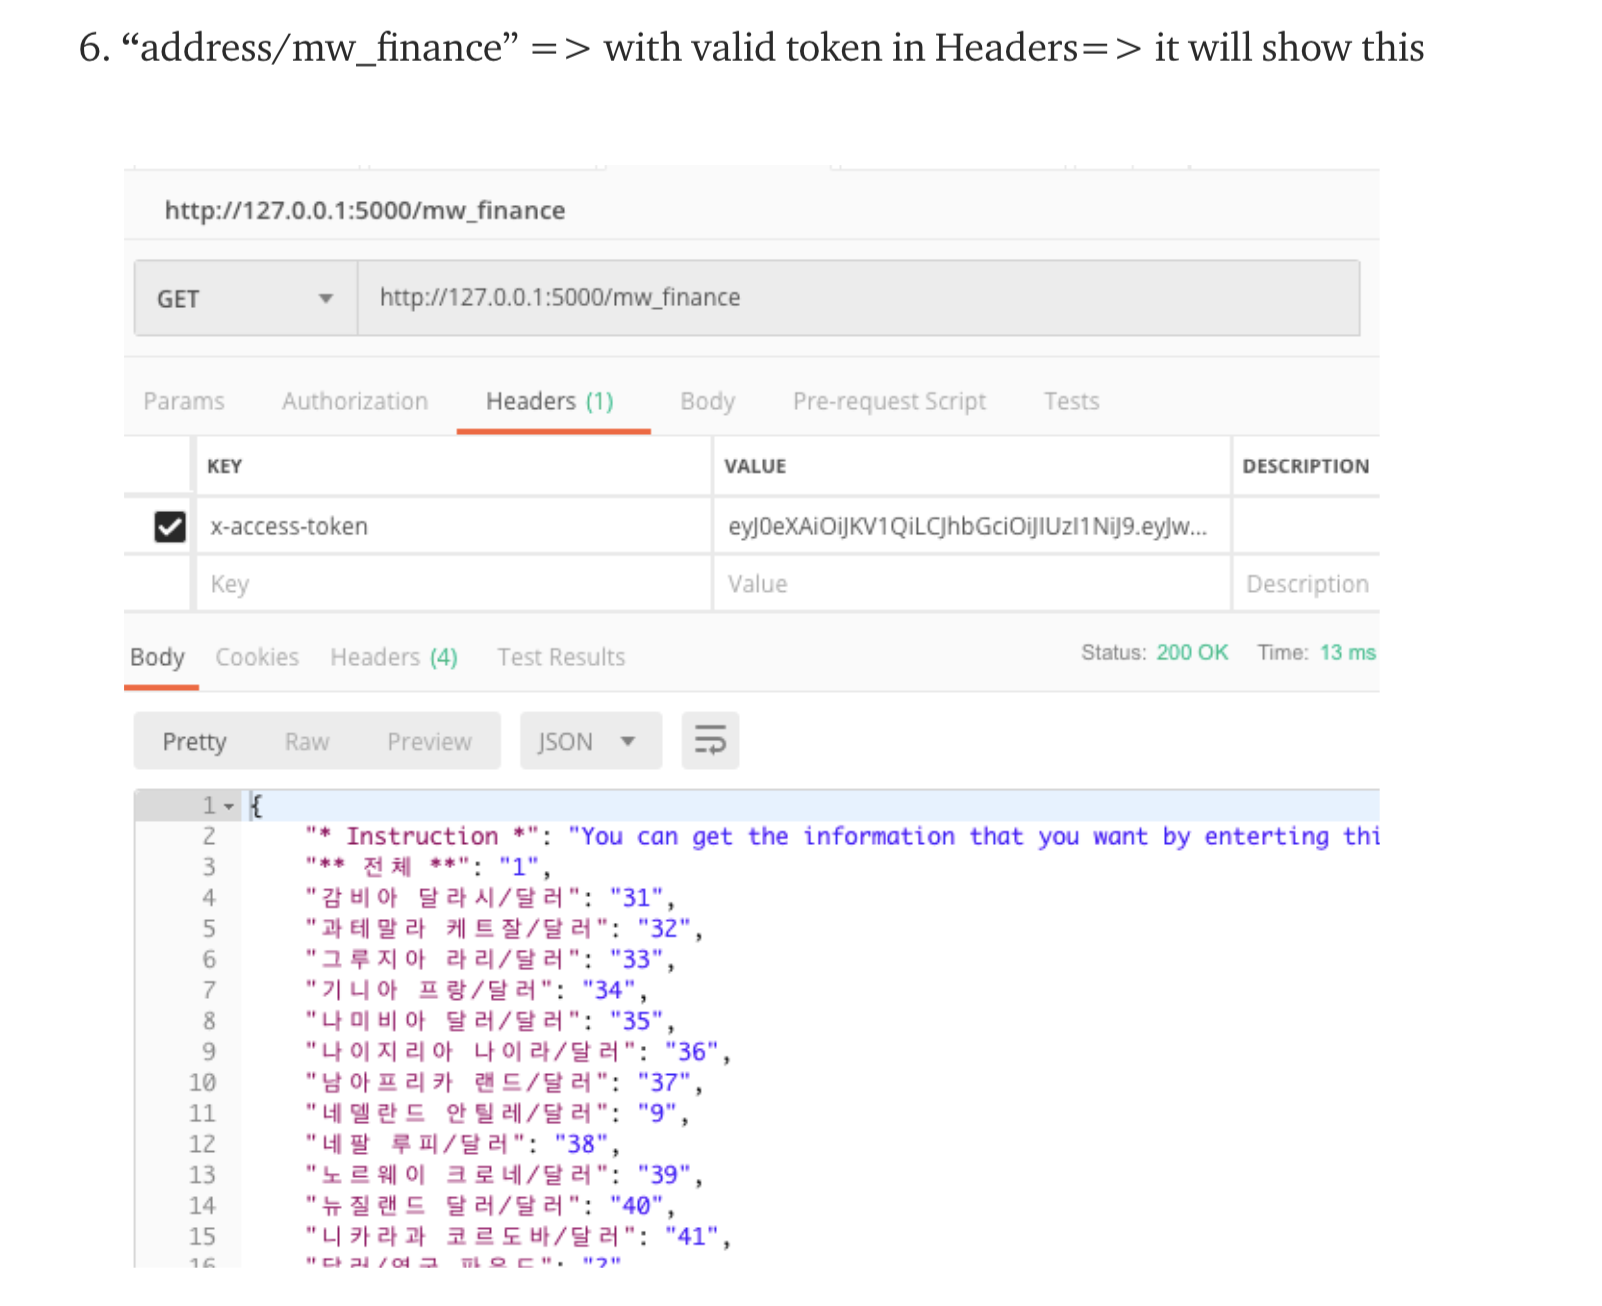 6. “address/mw_finance” => with valid token in Headers=> it will show this
http://127.0.0.1:5000/mw_finance
GET http://127.0.0.1:5000/mw_finance
Params Authorization Headers (1) Body Pre-request Script Tests
KEY VALUE DESCRIPTION
x-access-token eyJ0eXAiOiJKV1QiLCJhbGciOiJIUzI1NiJ9.eyJw...
Key Value Description
Body Cookies Headers (4) Test Results Status: 200 OK Time: 13 ms
Pretty Raw Preview JSON
1 {
2 "* Instruction *": "You can get the information that you want by enterting thi
3 "** 전체 **": "1",
4 "감비아 달라시/달러": "31",
5 "과테말라 케트잘/달러": "32",
6 "그루지아 라리/달러": "33",
7 "기니아 프랑/달러": "34",
8 "나미비아 달러/달러": "35",
9 "나이지리아 나이라/달러": "36",
10 "남아프리카 랜드/달러": "37",
11 "네델란드 안틸레/달러": "9",
12 "네팔 루피/달러": "38",
13 "노르웨이 크로네/달러": "39",
14 "뉴질랜드 달러/달러": "40",
15 "니카라과 코르도바/달러": "41",
16